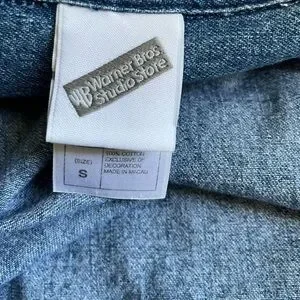 WB Warner Bros
Studio Store
(SIZE)
S
100% COTTON
EXCLUSIVE OF
DECORATION
MADE IN MACAU